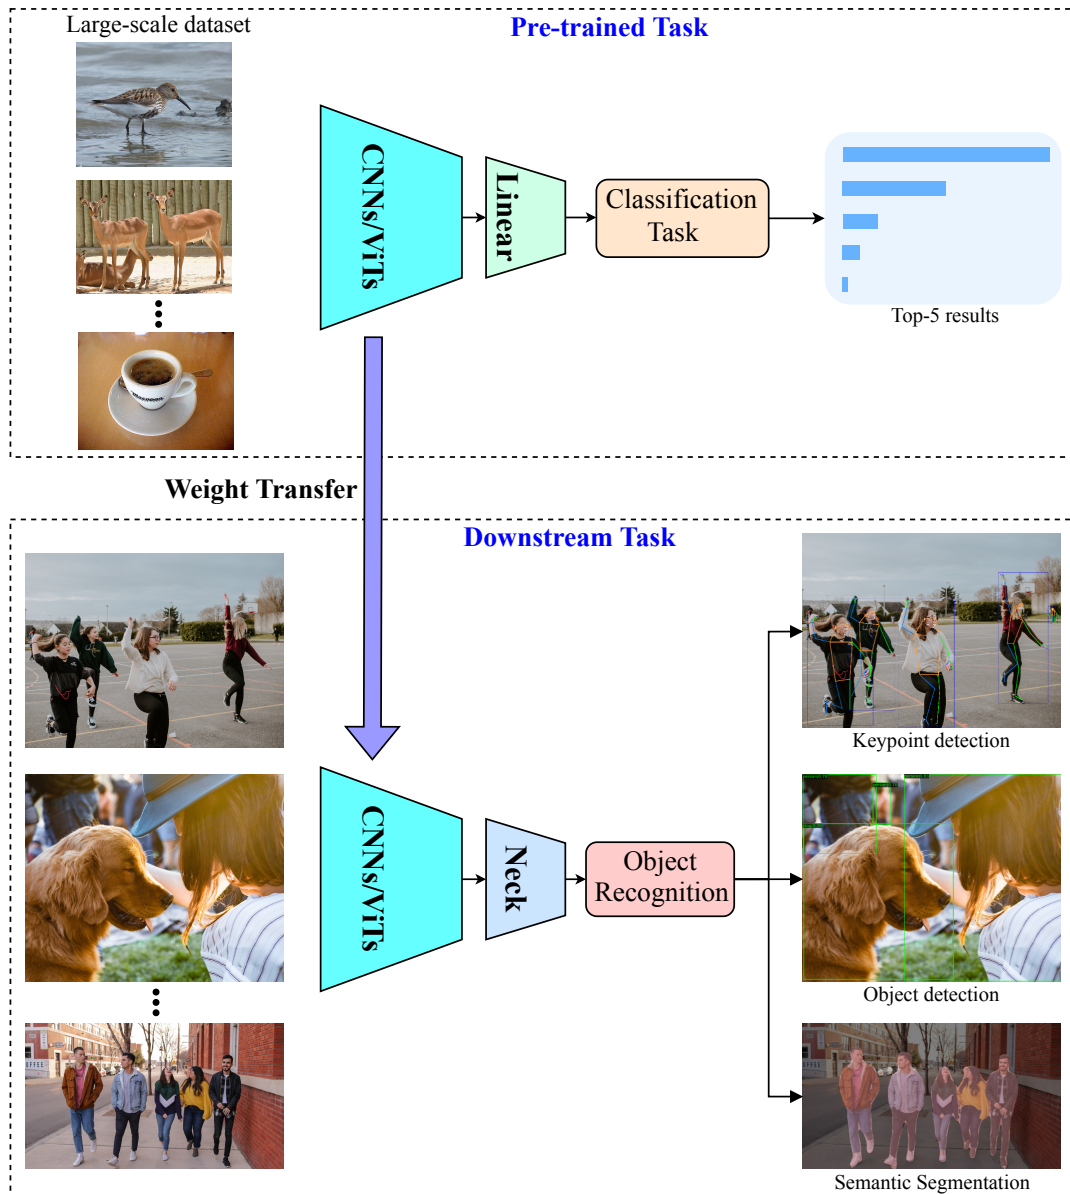 Large-scale dataset
Pre-trained Task
CNNs/ViTs
Linear
Classification
Task
Top-5 results
Weight Transfer
Downstream Task
CNNs/ViTs
Neck
Object
Recognition
Keypoint detection
Object detection
Semantic Segmentation